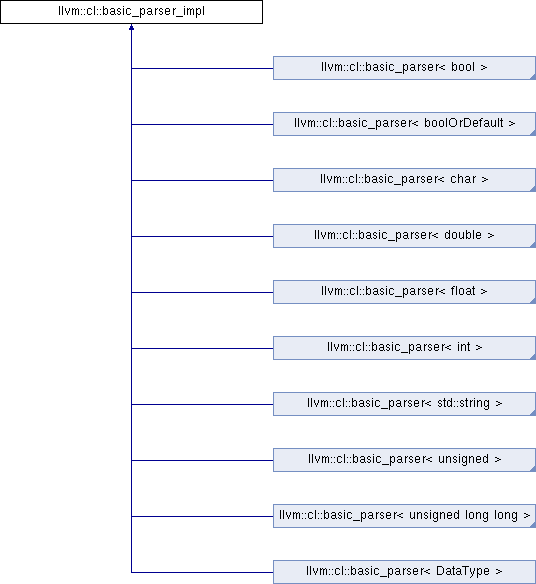 llvm::cl::basic_parser_impl
llvm::cl::basic_parser< bool >
llvm::cl::basic_parser< boolOrDefault >
llvm::cl::basic_parser< char >
llvm::cl::basic_parser< double >
llvm::cl::basic_parser< float >
llvm::cl::basic_parser< int >
llvm::cl::basic_parser< std::string >
llvm::cl::basic_parser< unsigned >
llvm::cl::basic_parser< unsigned long long >
llvm::cl::basic_parser< DataType >